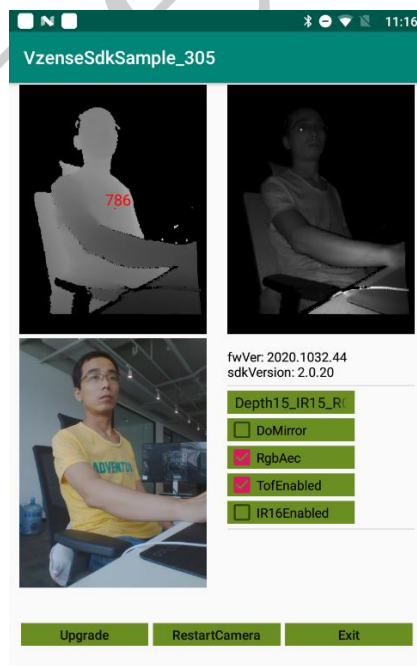 11:16
VzenseSdkSample_305
786
fwVer: 2020.1032.44
sdkVersion: 2.0.20
Depth15_IR15_R
DoMirror
RgbAec
TofEnabled
IR16Enabled
ADVENTU
Upgrade RestartCamera Exit